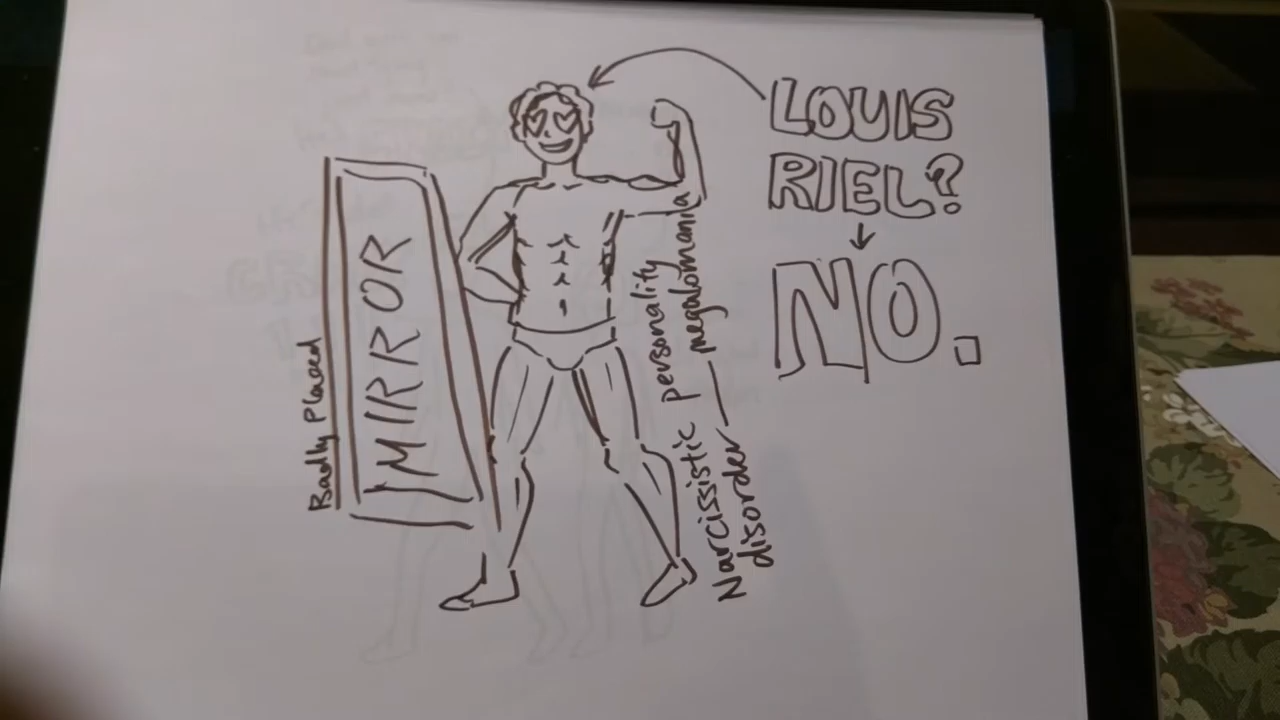 LOUIS
RIEL?
NO.
Badly Placed
MIRROR
Narcissistic personality
disorder — megalomania